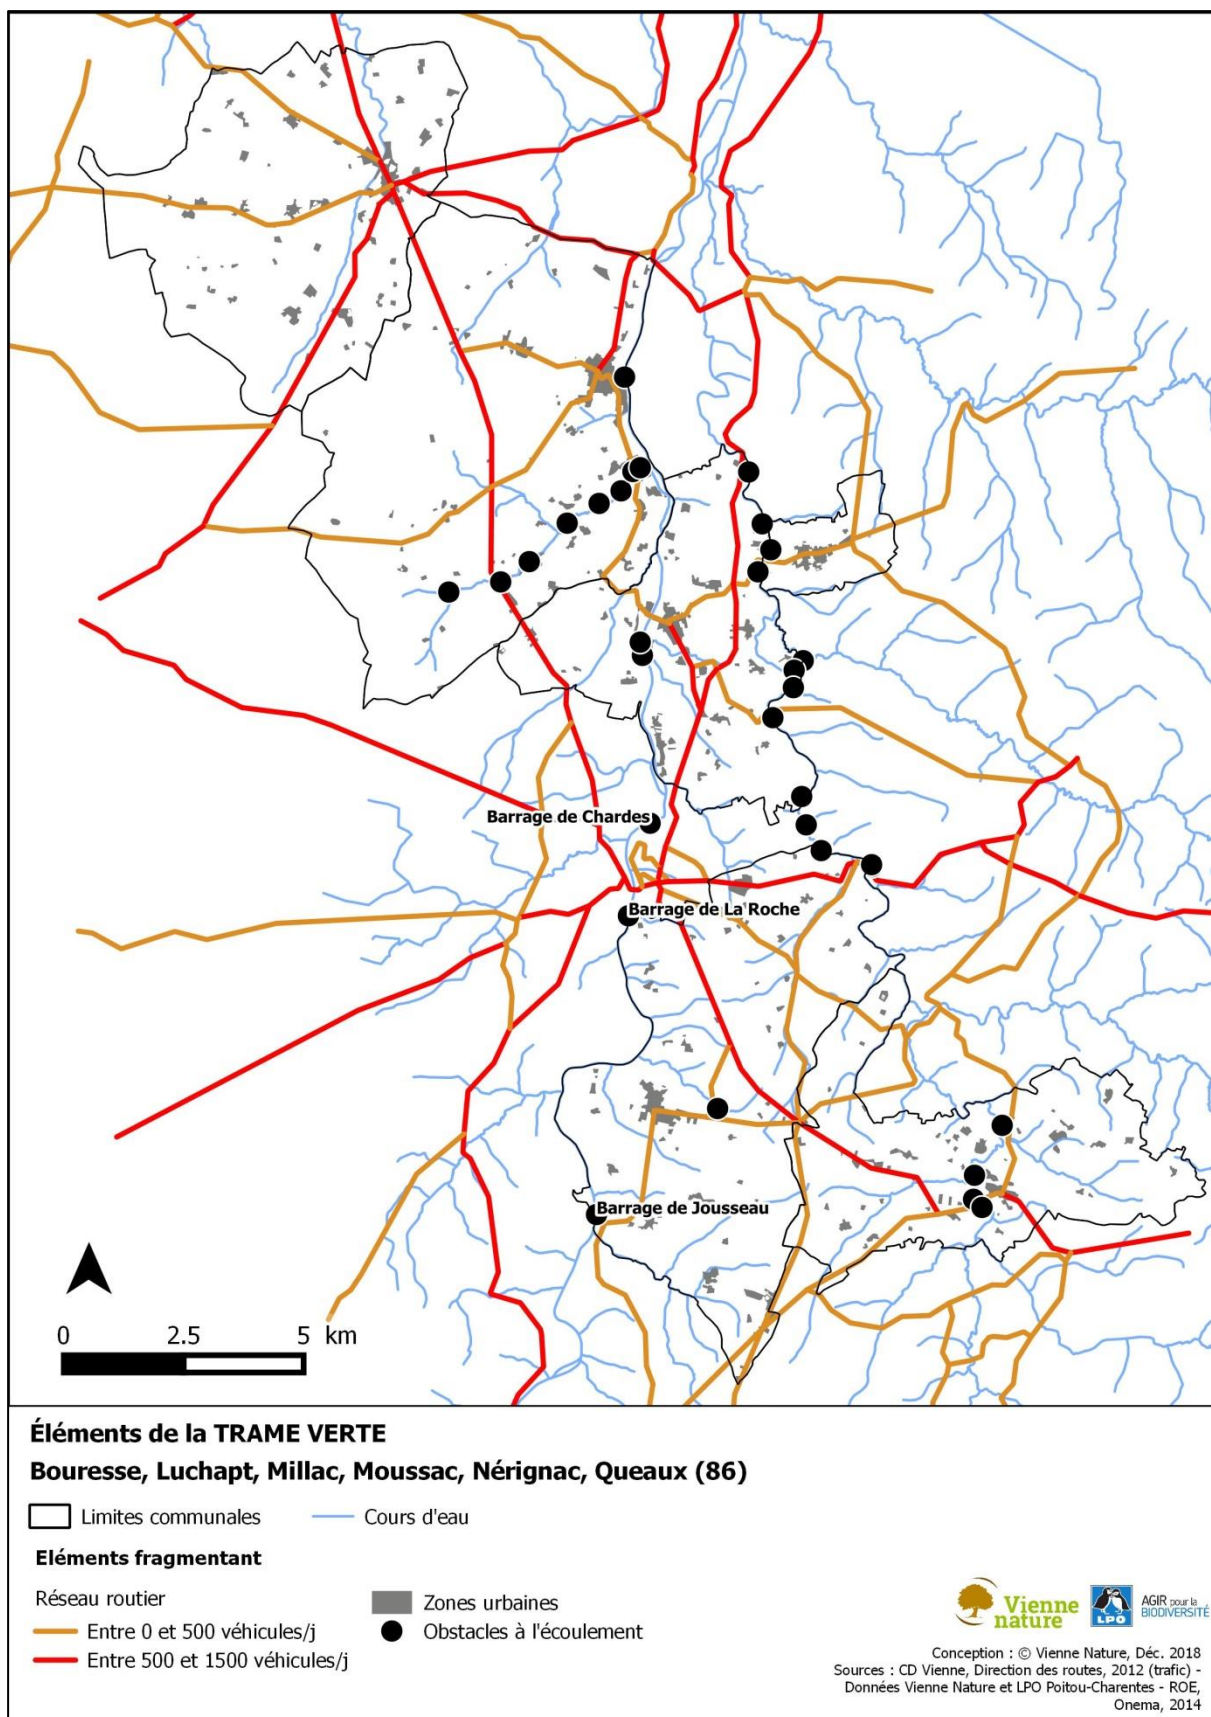 Barrage de Chardes
Barrage de La Roche
Barrage de Jousseau
0 2.5 5 km
Éléments de la TRAME VERTE
Bouresse, Luchapt, Millac, Moussac, Nérignac, Queaux (86)
Limites communales Cours d'eau
Eléments fragmentant
Réseau routier
Entre 0 et 500 véhicules/j
Entre 500 et 1500 véhicules/j
Zones urbaines
Obstacles à l'écoulement
Vienne
nature
LPO
AGIR pour la
BIODIVERSITÉ
Conception : © Vienne Nature, Déc. 2018
Sources : CD Vienne, Direction des routes, 2012 (trafic) -
Données Vienne Nature et LPO Poitou-Charentes - ROE,
Onema, 2014